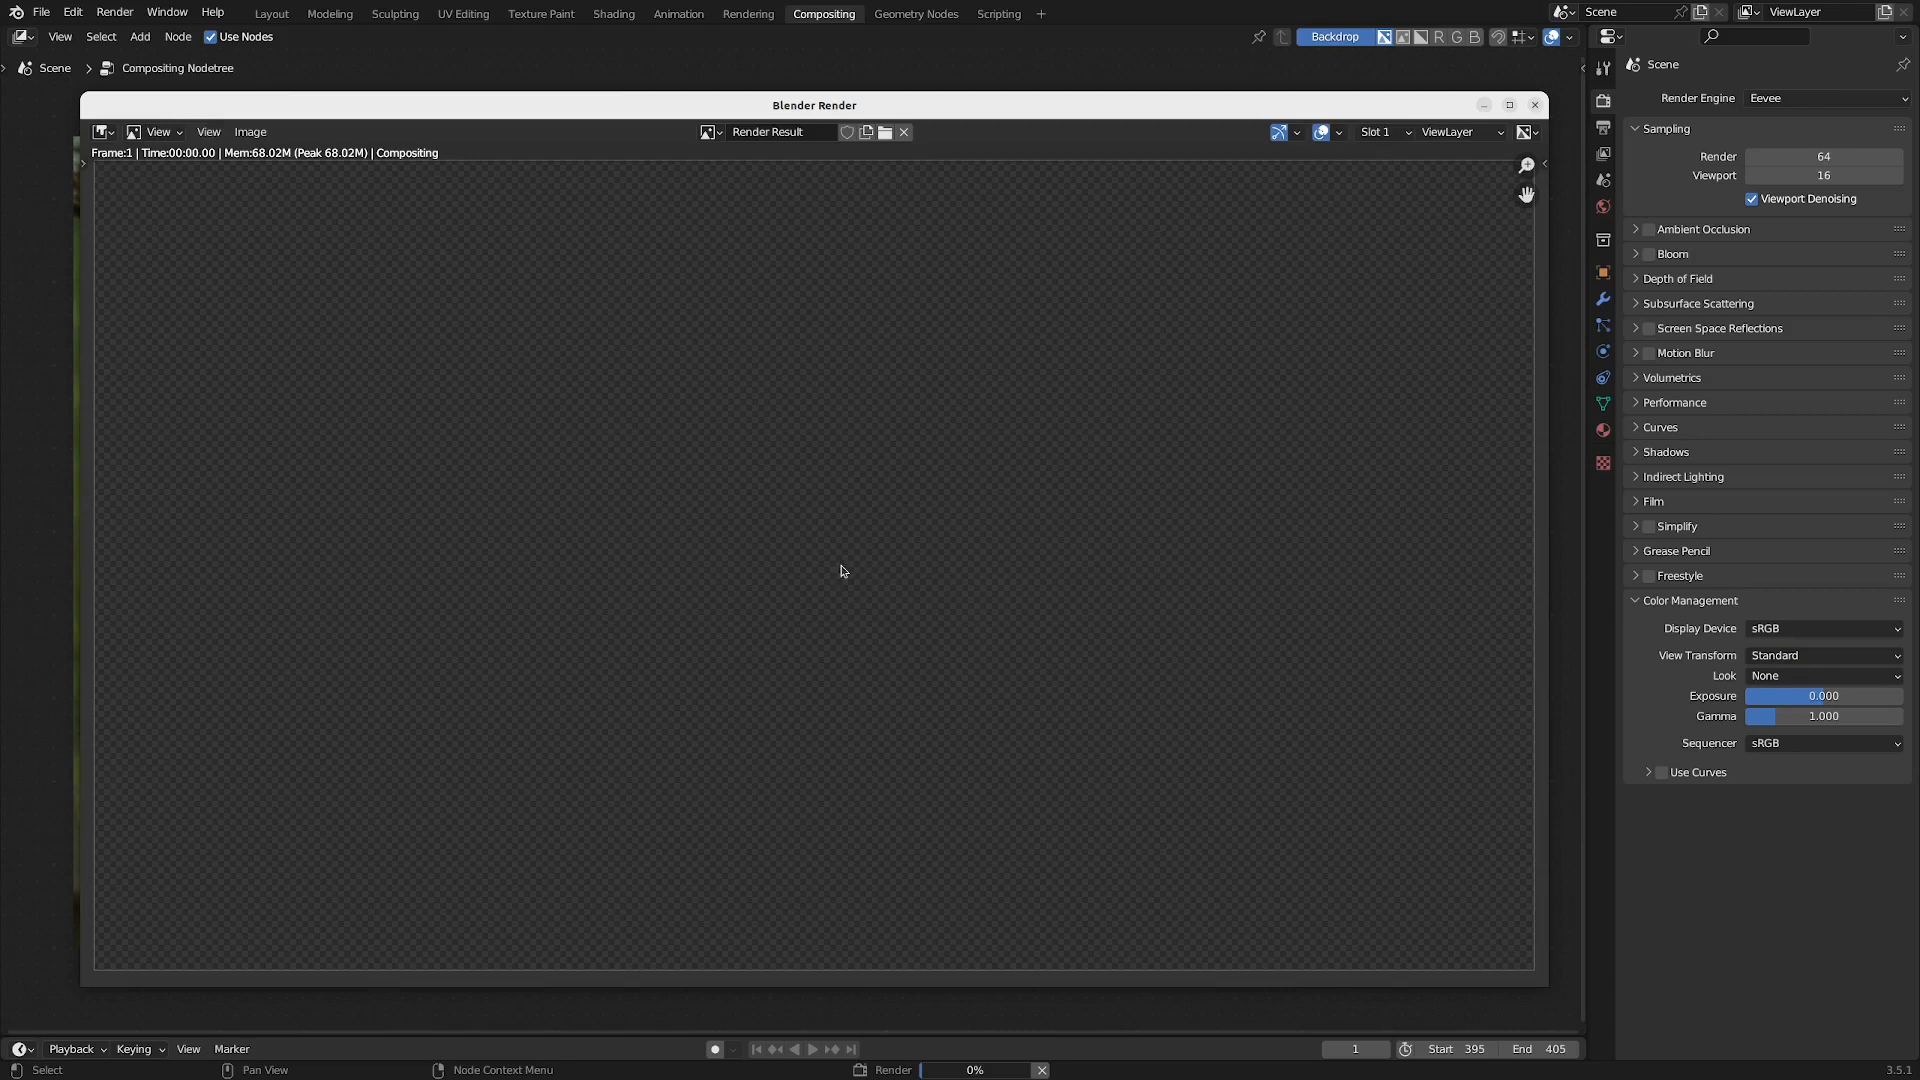 File Edit Render Window Help Layout Modeling Sculpting UV Editing Texture Paint Shading Animation Rendering Compositing Geometry Nodes Scripting + Scene ViewLayer
View Select Add Node Use Nodes Backdrop R G B
Scene > Compositing Nodetree
Scene
Blender Render
Render Engine Eevee
View View Image Render Result Slot 1 ViewLayer
Frame:1 | Time:00:00.00 | Mem:68.02M (Peak 68.02M) | Compositing
Sampling
Render 64
Viewport 16
Viewport Denoising
Ambient Occlusion
Bloom
Depth of Field
Subsurface Scattering
Screen Space Reflections
Motion Blur
Volumetrics
Performance
Curves
Shadows
Indirect Lighting
Film
Simplify
Grease Pencil
Freestyle
Color Management
Display Device sRGB
View Transform Standard
Look None
Exposure 0.000
Gamma 1.000
Sequencer sRGB
Use Curves
Playback Keying View Marker 1 Start 395 End 405
Select Pan View Node Context Menu Render 0% 3.5.1